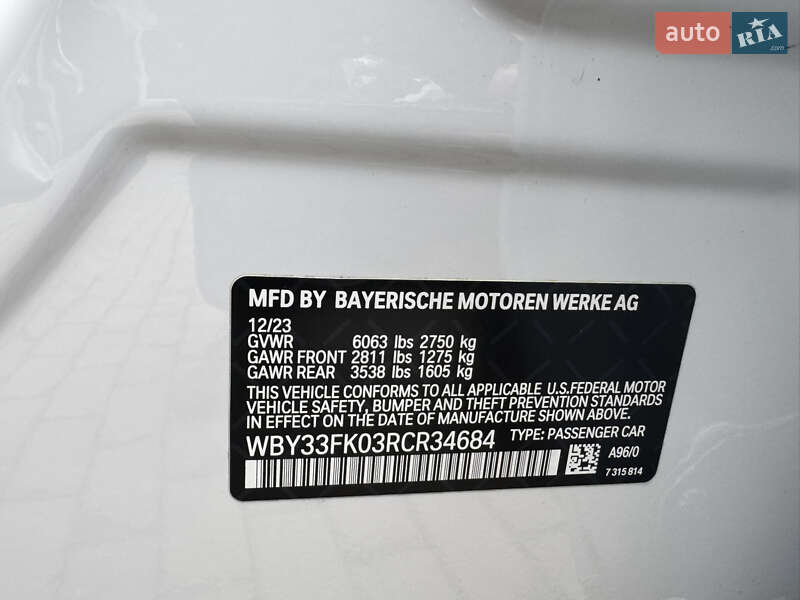 auto RIA.com
MFD BY BAYERISCHE MOTOREN WERKE AG
12/23
GVWR 6063 lbs 2750 kg
GAWR FRONT 2811 lbs 1275 kg
GAWR REAR 3538 lbs 1605 kg
THIS VEHICLE CONFORMS TO ALL APPLICABLE U.S.FEDERAL MOTOR
VEHICLE SAFETY, BUMPER AND THEFT PREVENTION STANDARDS
IN EFFECT ON THE DATE OF MANUFACTURE SHOWN ABOVE.
WBY33FK03RCR34684 TYPE: PASSENGER CAR
A96/0
7 315 814